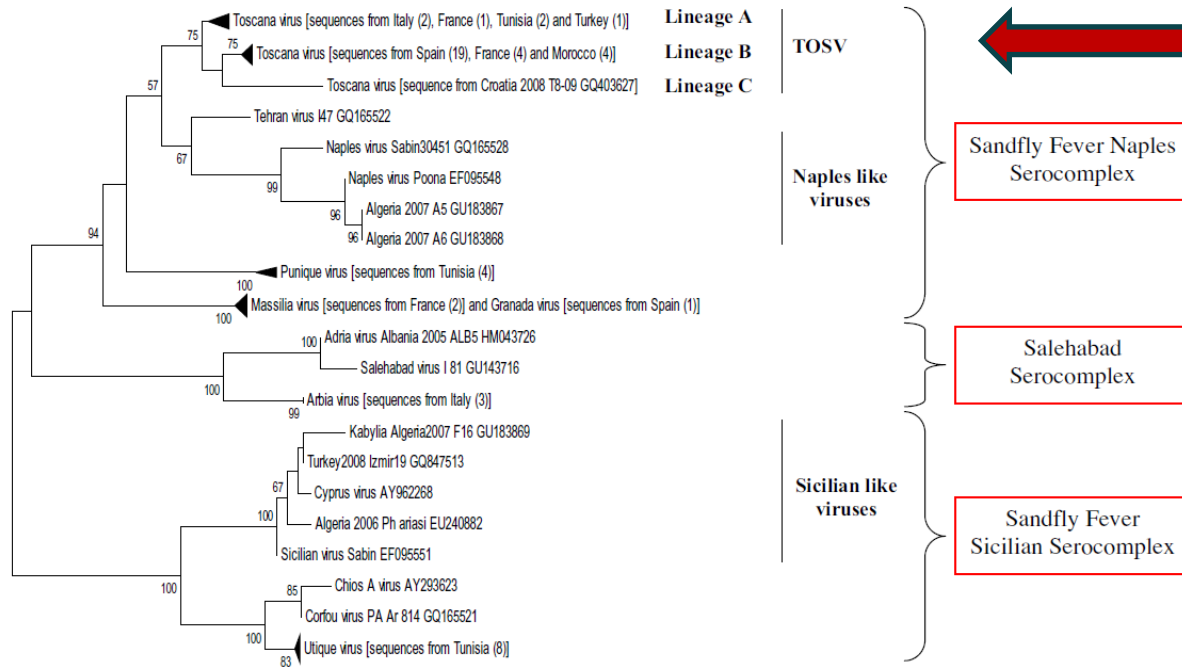 Toscana virus [sequences from Italy (2), France (1), Tunisia (2) and Turkey (1)]
Lineage A
75
75
Toscana virus [sequences from Spain (19), France (4) and Morocco (4)]
Lineage B
TOSV
Toscana virus [sequence from Croatia 2008 T8-09 GQ403627]
Lineage C
57
Tehran virus I47 GQ165522
67
Naples virus Sabin30451 GQ165528
99
Naples virus Poona EF095548
Naples like
viruses
Sandfly Fever Naples
Serocomplex
96
Algeria 2007 A5 GU183867
96
Algeria 2007 A6 GU183868
94
Punique virus [sequences from Tunisia (4)]
100
Massilia virus [sequences from France (2)] and Granada virus [sequences from Spain (1)]
100
Adria virus Albania 2005 ALB5 HM043726
100
Salehabad virus I 81 GU143716
Salehabad
Serocomplex
100
Arbia virus [sequences from Italy (3)]
99
Kabylia Algeria2007 F16 GU183869
Turkey2008 Izmir19 GQ847513
67
Cyprus virus AY962268
Sicilian like
viruses
100
Algeria 2006 Ph ariasi EU240882
Sandfly Fever
Sicilian Serocomplex
Sicilian virus Sabin EF095551
100
Chios A virus AY293623
85
Corfou virus PA Ar 814 GQ165521
100
Utique virus [sequences from Tunisia (8)]
83